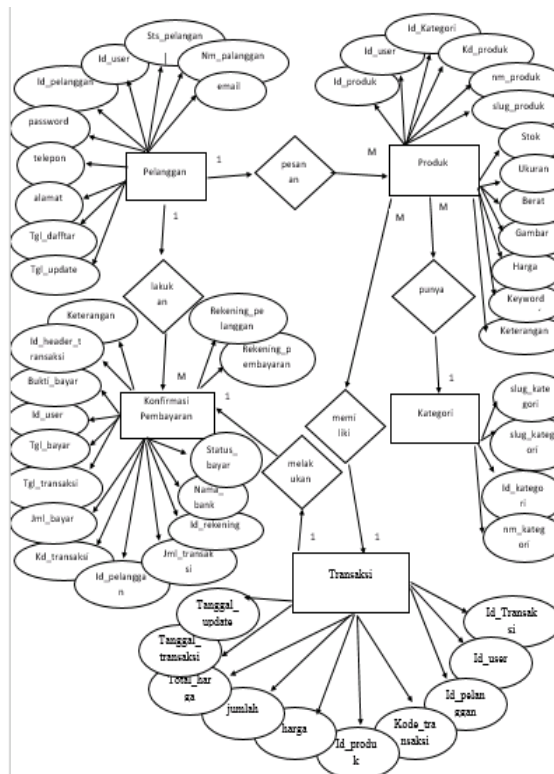 Sts_pelangan
l
Id_user
Nm_palanggan
Id_pelanggan
email
password
telepon
alamat
Tgl_dafftar
Tgl_update
Pelanggan
1
pesan
an
M
Id_Kategori
Id_user
Kd_produk
Id_produk
nm_produk
slug_produk
Produk
Stok
Ukuran
Berat
Gambar
Harga
Keyword
Keterangan
1
lakuk
an
M
M
M
punya
1
Kategori
slug_kate
gori
slug_kateg
ori
Id_katego
ri
nm_kateg
ori
Keterangan
Rekening_pe
langgan
Rekening_p
embayaran
Id_header_t
ransaksi
Bukti_bayar
Id_user
Tgl_bayar
Tgl_transaksi
Jml_bayar
Kd_transaksi
Id_pelangga
n
Konfirmasi
Pembayaran
1
Status_
bayar
Nama_
bank
Id_rekening
Jml_transak
si
memi
liki
melak
ukan
1
1
Transaksi
Tanggal_
update
Tanggal_
transaksi
Total_har
ga
jumlah
harga
Id_produ
k
Kode_tra
nsaksi
Id_pelan
ggan
Id_user
Id_Transak
si